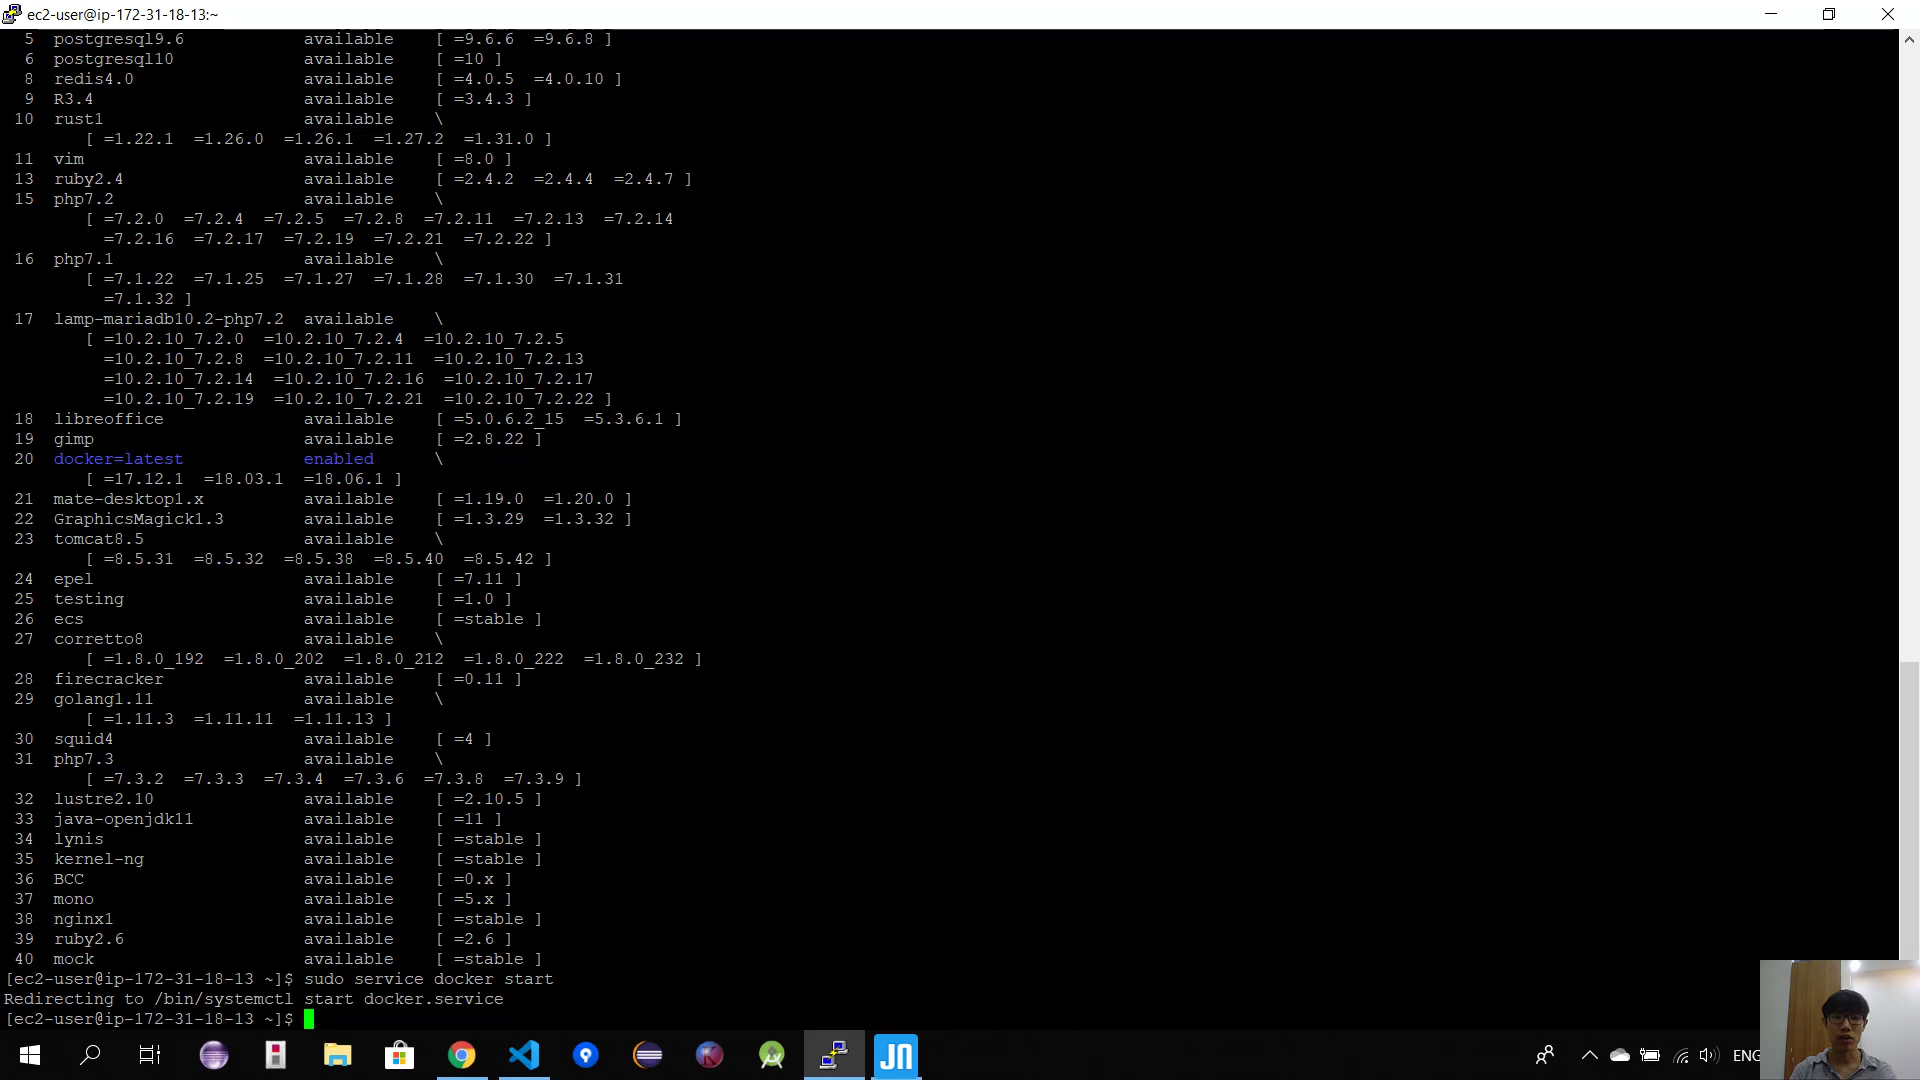 ec2-user@ip-172-31-18-13:~
5 postgresql9.6 available [ =9.6.6 =9.6.8 ]
6 postgresql10 available [ =10 ]
8 redis4.0 available [ =4.0.5 =4.0.10 ]
9 R3.4 available [ =3.4.3 ]
10 rust1 available \
[ =1.22.1 =1.26.0 =1.26.1 =1.27.2 =1.31.0 ]
11 vim available [ =8.0 ]
13 ruby2.4 available [ =2.4.2 =2.4.4 =2.4.7 ]
15 php7.2 available \
[ =7.2.0 =7.2.4 =7.2.5 =7.2.8 =7.2.11 =7.2.13 =7.2.14
=7.2.16 =7.2.17 =7.2.19 =7.2.21 =7.2.22 ]
16 php7.1 available \
[ =7.1.22 =7.1.25 =7.1.27 =7.1.28 =7.1.30 =7.1.31
=7.1.32 ]
17 lamp-mariadb10.2-php7.2 available \
[ =10.2.10_7.2.0 =10.2.10_7.2.4 =10.2.10_7.2.5
=10.2.10_7.2.8 =10.2.10_7.2.11 =10.2.10_7.2.13
=10.2.10_7.2.14 =10.2.10_7.2.16 =10.2.10_7.2.17
=10.2.10_7.2.19 =10.2.10_7.2.21 =10.2.10_7.2.22 ]
18 libreoffice available [ =5.0.6.2_15 =5.3.6.1 ]
19 gimp available [ =2.8.22 ]
20 docker=latest enabled \
[ =17.12.1 =18.03.1 =18.06.1 ]
21 mate-desktop1.x available [ =1.19.0 =1.20.0 ]
22 GraphicsMagick1.3 available [ =1.3.29 =1.3.32 ]
23 tomcat8.5 available \
[ =8.5.31 =8.5.32 =8.5.38 =8.5.40 =8.5.42 ]
24 epel available [ =7.11 ]
25 testing available [ =1.0 ]
26 ecs available [ =stable ]
27 corretto8 available \
[ =1.8.0_192 =1.8.0_202 =1.8.0_212 =1.8.0_222 =1.8.0_232 ]
28 firecracker available [ =0.11 ]
29 golang1.11 available \
[ =1.11.3 =1.11.11 =1.11.13 ]
30 squid4 available [ =4 ]
31 php7.3 available \
[ =7.3.2 =7.3.3 =7.3.4 =7.3.6 =7.3.8 =7.3.9 ]
32 lustre2.10 available [ =2.10.5 ]
33 java-openjdk11 available [ =11 ]
34 lynis available [ =stable ]
35 kernel-ng available [ =stable ]
36 BCC available [ =0.x ]
37 mono available [ =5.x ]
38 nginx1 available [ =stable ]
39 ruby2.6 available [ =2.6 ]
40 mock available [ =stable ]
[ec2-user@ip-172-31-18-13 ~]$ sudo service docker start
Redirecting to /bin/systemctl start docker.service
[ec2-user@ip-172-31-18-13 ~]$
JN
ENG